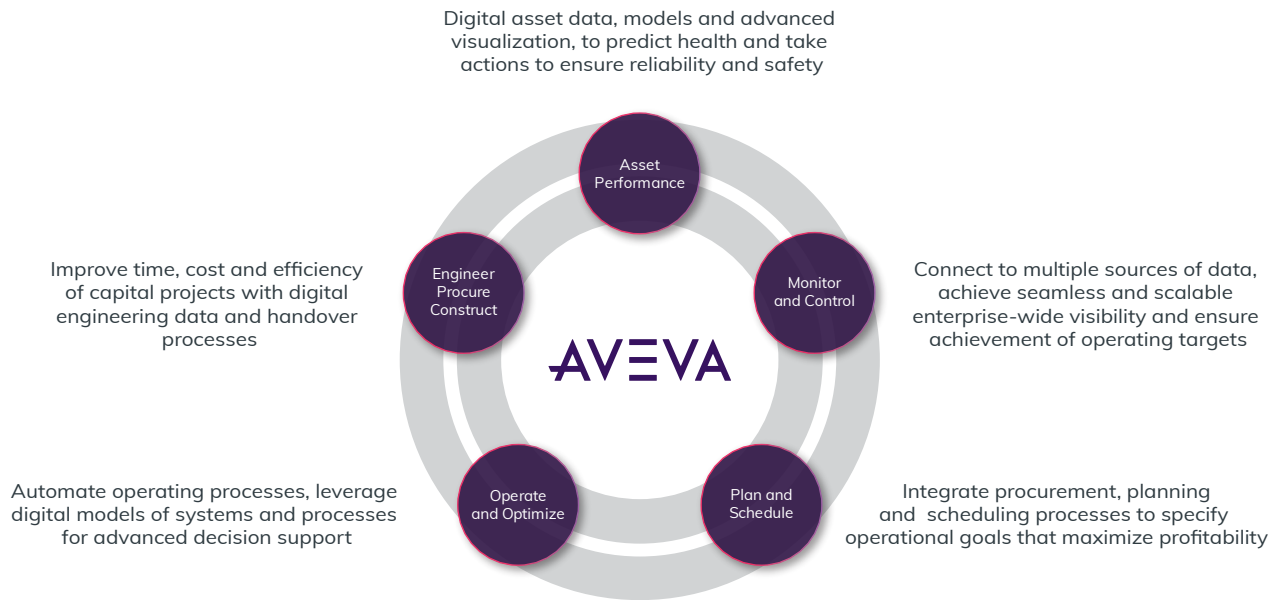 Digital asset data, models and advanced
visualization, to predict health and take
actions to ensure reliability and safety
Asset
Performance
Improve time, cost and efficiency
of capital projects with digital
engineering data and handover
processes
Engineer
Procure
Construct
Monitor
and Control
Connect to multiple sources of data,
achieve seamless and scalable
enterprise-wide visibility and ensure
achievement of operating targets
AVEVA
Automate operating processes, leverage
digital models of systems and processes
for advanced decision support
Operate
and Optimize
Plan and
Schedule
Integrate procurement, planning
and  scheduling processes to specify
operational goals that maximize profitability